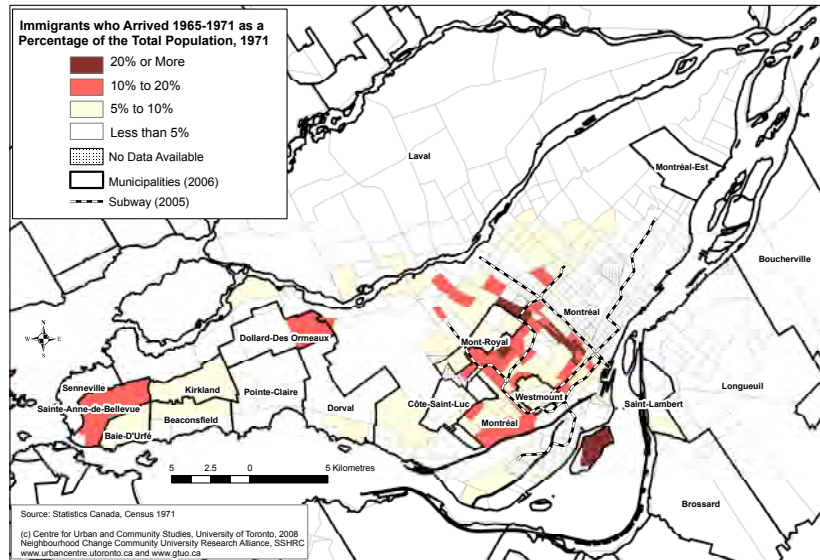 Immigrants who Arrived 1965-1971 as a
Percentage of the Total Population, 1971
20% or More
10% to 20%
5% to 10%
Less than 5%
No Data Available
Municipalities (2006)
Subway (2005)
Laval
Montréal-Est
Boucherville
Montréal
Dollard-Des Ormeaux
Mont-Royal
Senneville
Kirkland
Pointe-Claire
Longueuil
Sainte-Anne-de-Bellevue
Côte-Saint-Luc
Westmount
Saint-Lambert
Beaconsfield
Dorval
Baie-D'Urfé
Montréal
N
W E
S
5 2.5 0 5 Kilometres
Brossard
Source: Statistics Canada, Census 1971
(c) Centre for Urban and Community Studies, University of Toronto, 2008
Neighbourhood Change Community University Research Alliance, SSHRC
www.urbancentre.utoronto.ca and www.gtuo.ca